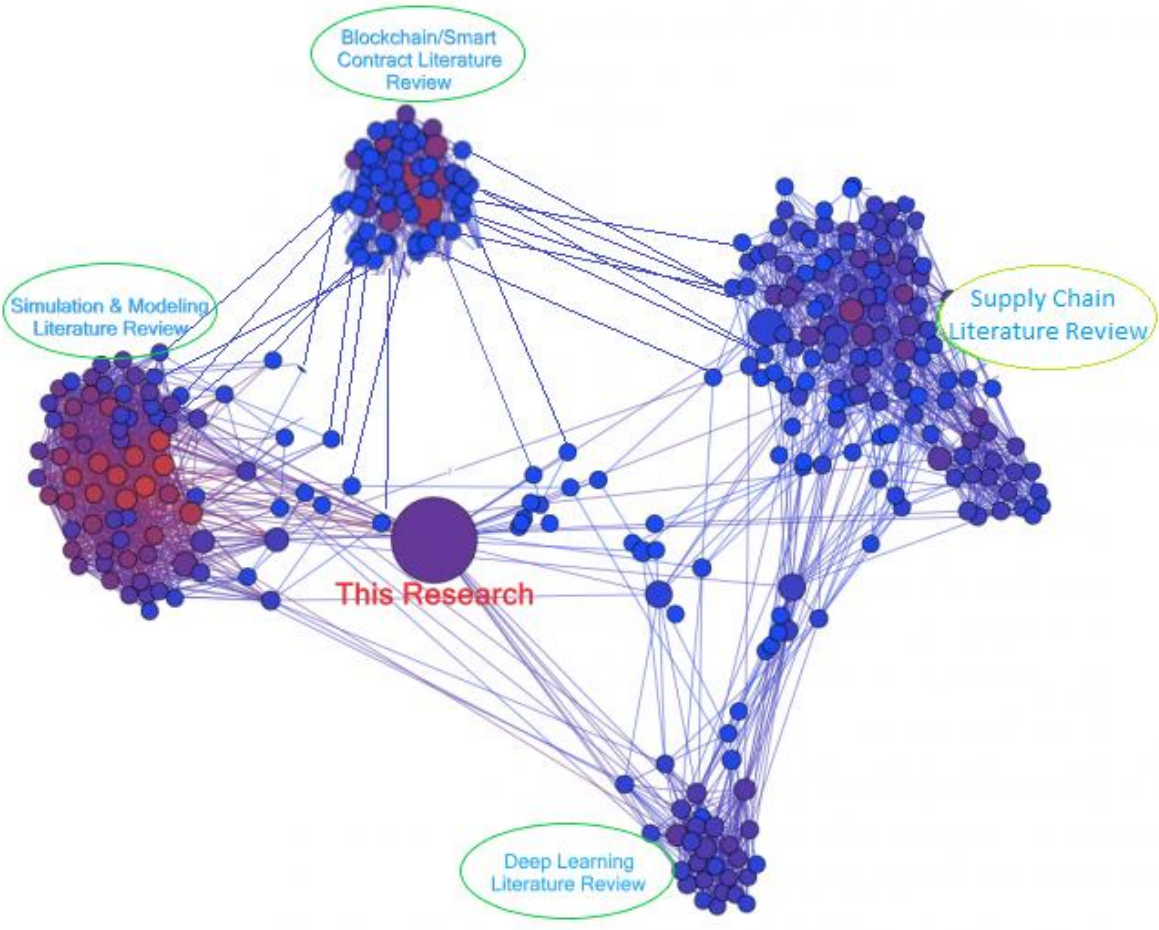 Blockchain/Smart
Contract Literature
Review
Simulation & Modeling
Literature Review
Supply Chain
Literature Review
This Research
Deep Learning
Literature Review